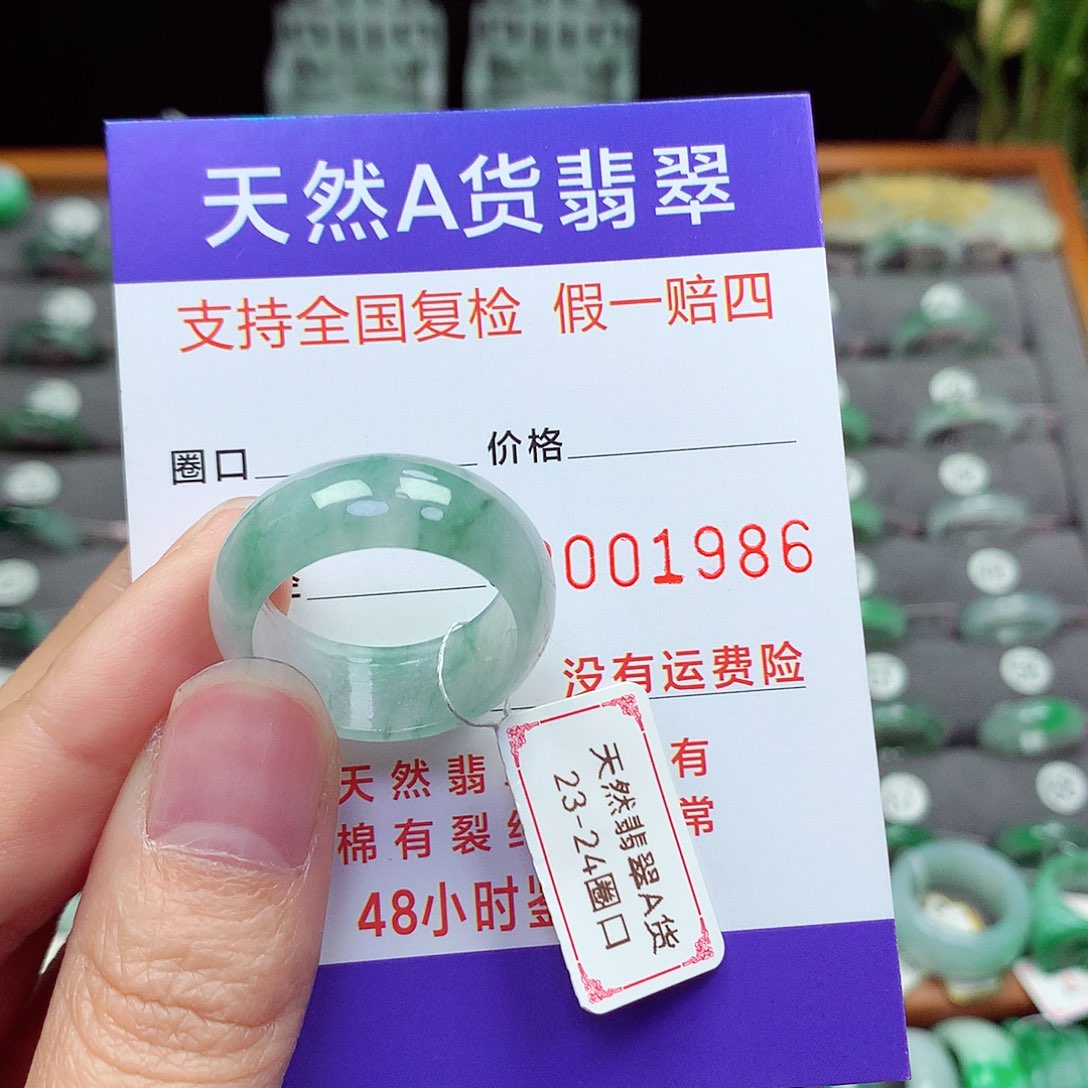 天然A货翡翠
支持全国复检 假一赔四
圈口 价格
001986
没有运费险
天然翡 有
棉有裂 常
48小时
天然翡翠A货
23-24圈口